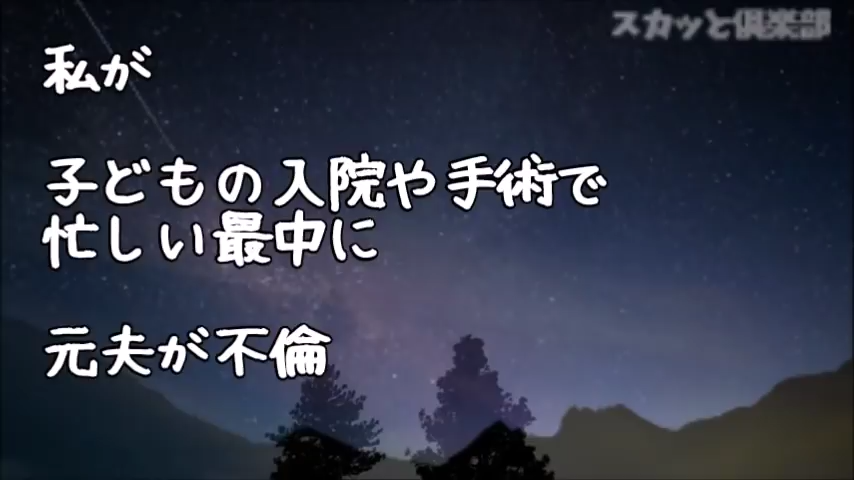 スカッと倶楽部
私が
子どもの入院や手術で
忙しい最中に
元夫が不倫